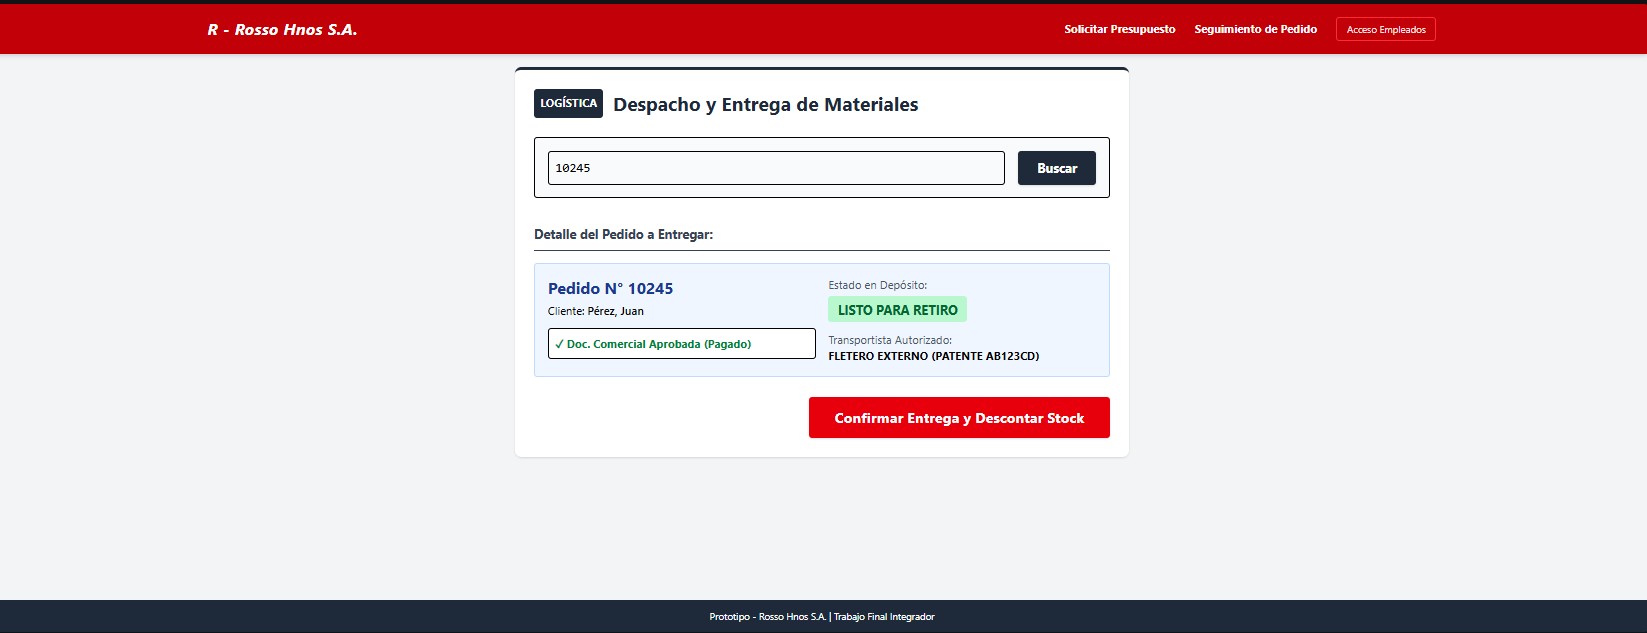 R - Rosso Hnos S.A.
Solicitar Presupuesto
Seguimiento de Pedido
Acceso Empleados
LOGÍSTICA
Despacho y Entrega de Materiales
10245
Buscar
Detalle del Pedido a Entregar:
Pedido N° 10245
Cliente: Pérez, Juan
✓ Doc. Comercial Aprobada (Pagado)
Estado en Depósito:
LISTO PARA RETIRO
Transportista Autorizado:
FLETERO EXTERNO (PATENTE AB123CD)
Confirmar Entrega y Descontar Stock
Prototipo - Rosso Hnos S.A. | Trabajo Final Integrador